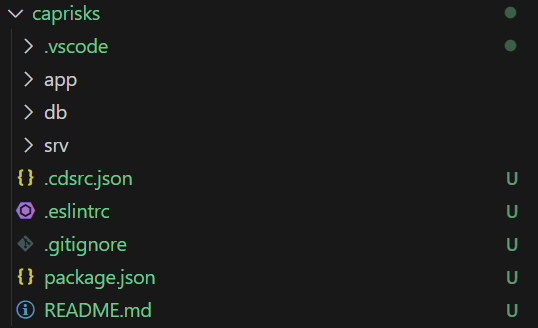 caprisks
.vscode
app
db
srv
{} .cdsrc.json U
.eslintrc U
.gitignore U
{} package.json U
README.md U